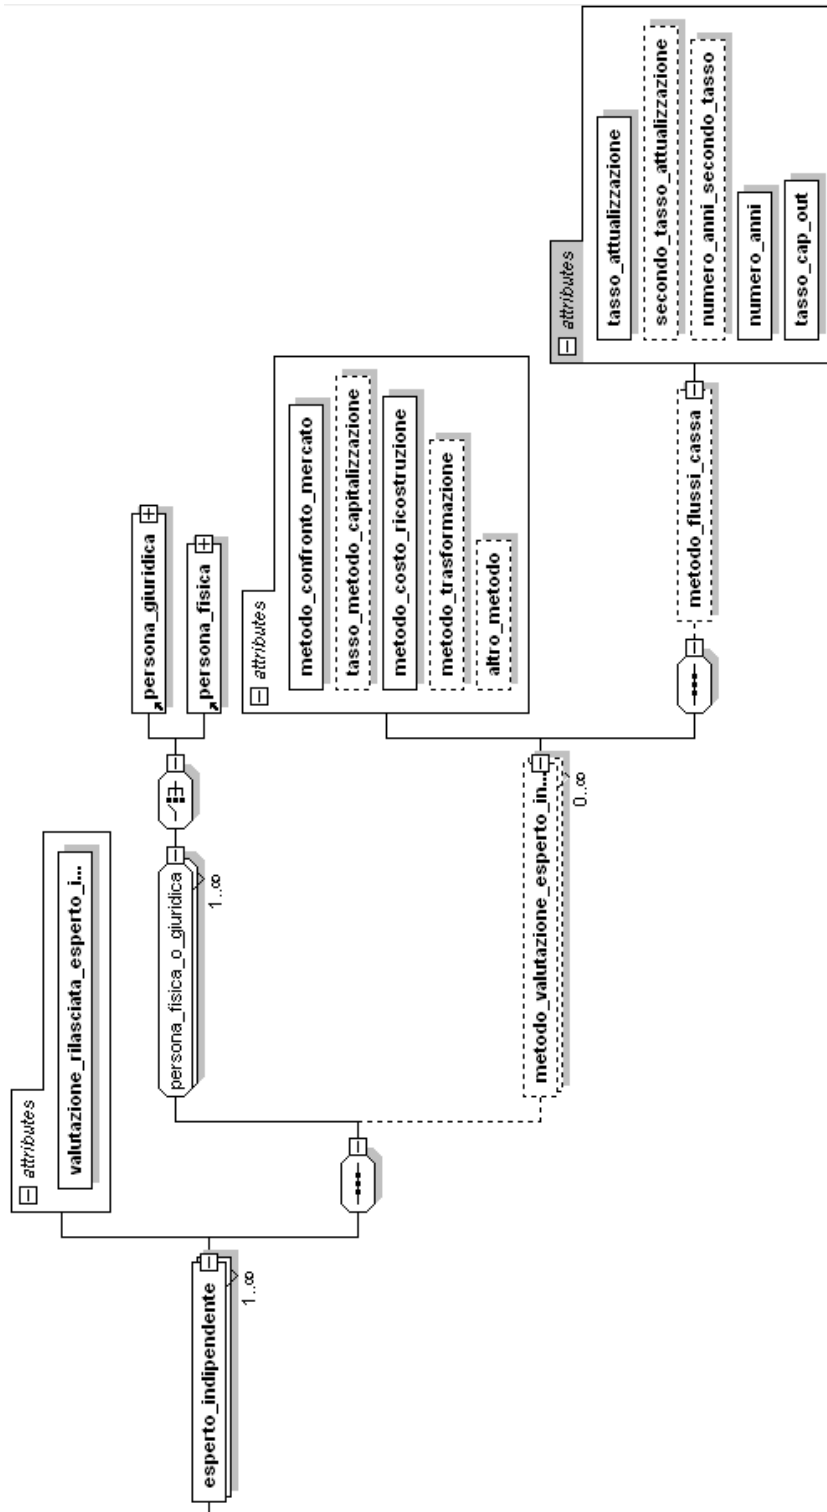 esperto_indipendente
1..∞
attributes
valutazione_rilasciata_esperto_i...
persona_fisica_o_giuridica
1..∞
persona_giuridica
persona_fisica
metodo_valutazione_esperto_in...
0..∞
attributes
metodo_confronto_mercato
tasso_metodo_capitalizzazione
metodo_costo_ricostruzione
metodo_trasformazione
altro_metodo
metodo_flussi_cassa
attributes
tasso_attualizzazione
secondo_tasso_attualizzazione
numero_anni_secondo_tasso
numero_anni
tasso_cap_out